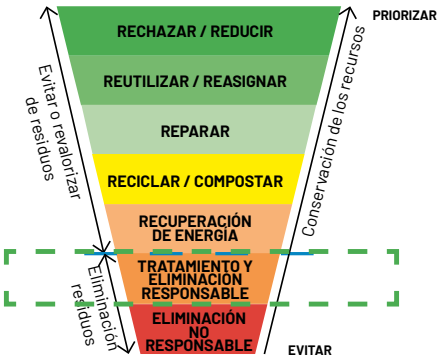 PRIORIZAR
RECHAZAR / REDUCIR
REUTILIZAR / REASIGNAR
REPARAR
RECICLAR / COMPOSTAR
RECUPERACIÓN
DE ENERGÍA
TRATAMIENTO Y
ELIMINACIÓN
RESPONSABLE
ELIMINACIÓN
NO
RESPONSABLE
EVITAR
Evitar o revalorizar
de residuos
Eliminación
residuos
Conservación de los recursos